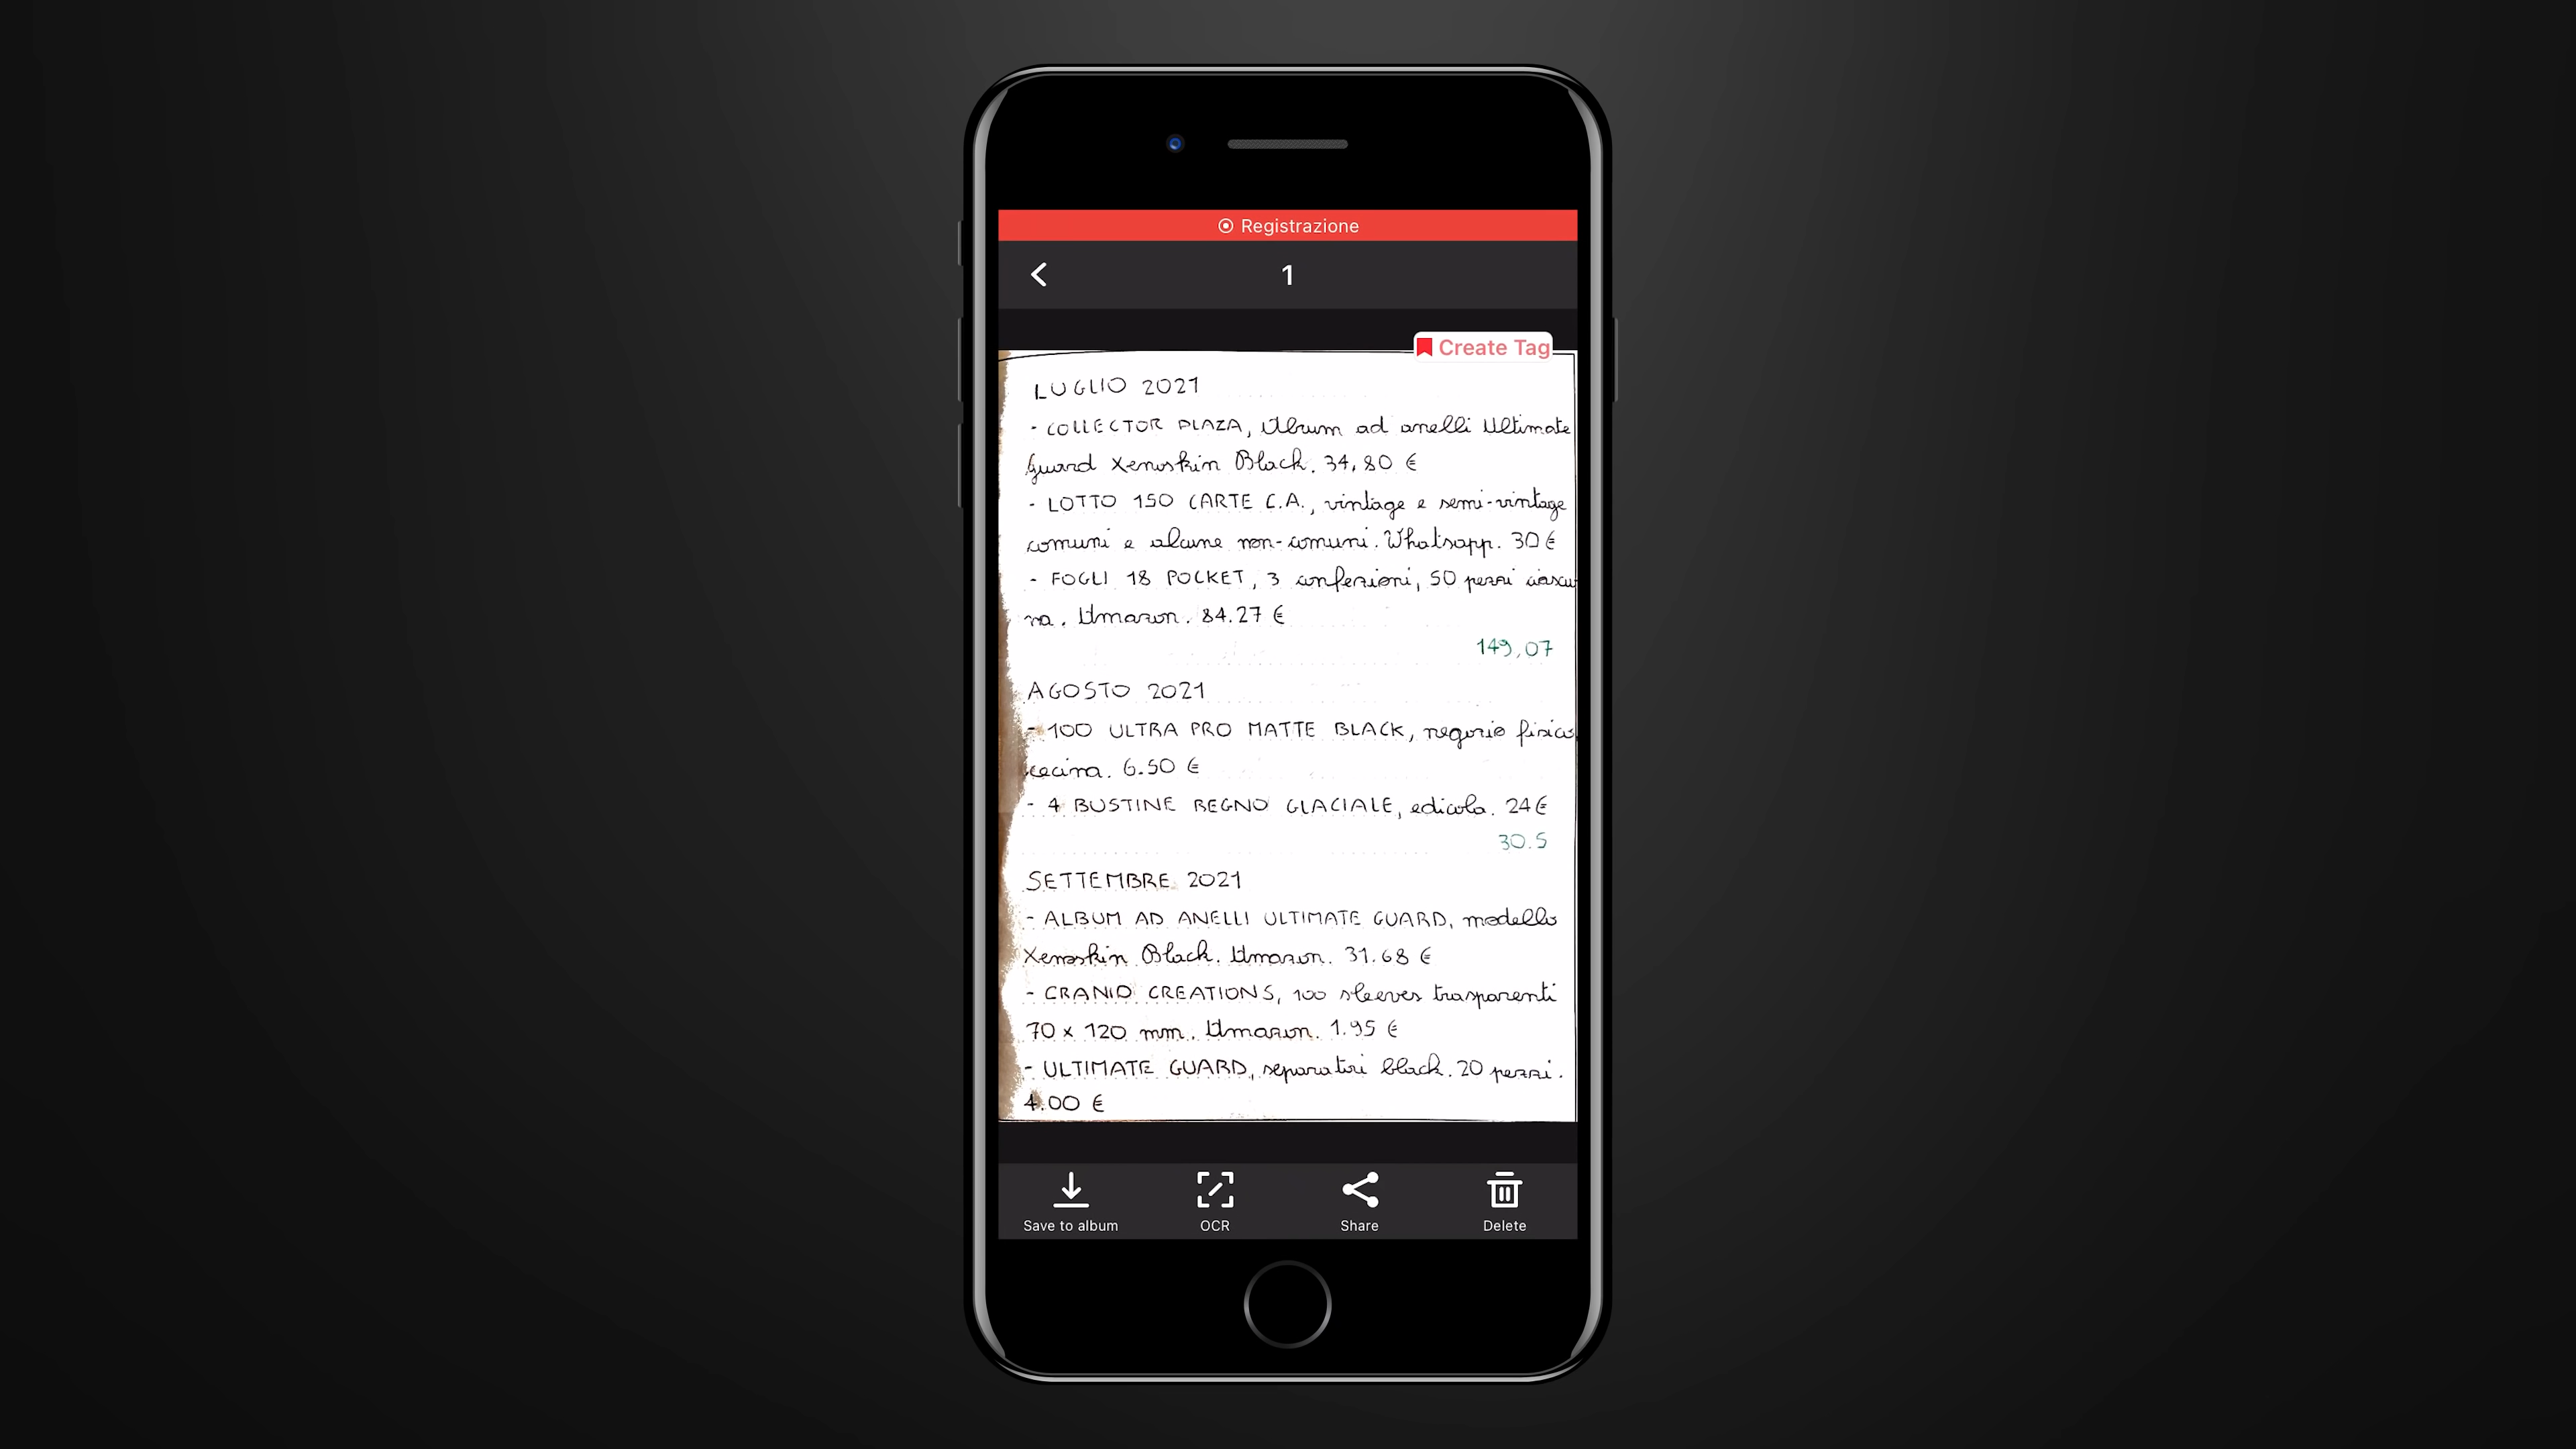 Registrazione
1
Create Tag
LUGLIO 2021
- COLLECTOR PLAZA, Album ad anelli Ultimate
Guard Xenoskin Black. 34,80 €
- LOTTO 150 CARTE C.A., vintage e semi-vintage
comuni e alcune non-comuni. Whatsapp. 30 €
- FOGLI 18 POCKET, 3 confezioni, 50 pezzi ciascu
na. Amazon. 84.27 €
149,07
AGOSTO 2021
- 100 ULTRA PRO MATTE BLACK, negozio fisico
cecina. 6.50 €
- 4 BUSTINE REGNO GLACIALE, edicola. 24 €
30.5
SETTEMBRE 2021
- ALBUM AD ANELLI ULTIMATE GUARD, modello
Xenoskin Black. Amazon. 31.68 €
- CRANIO CREATIONS, 100 sleeves trasparenti
70 x 120 mm. Amazon. 1.95 €
- ULTIMATE GUARD, separatori black. 20 pezzi.
4.00 €
Save to album OCR Share Delete